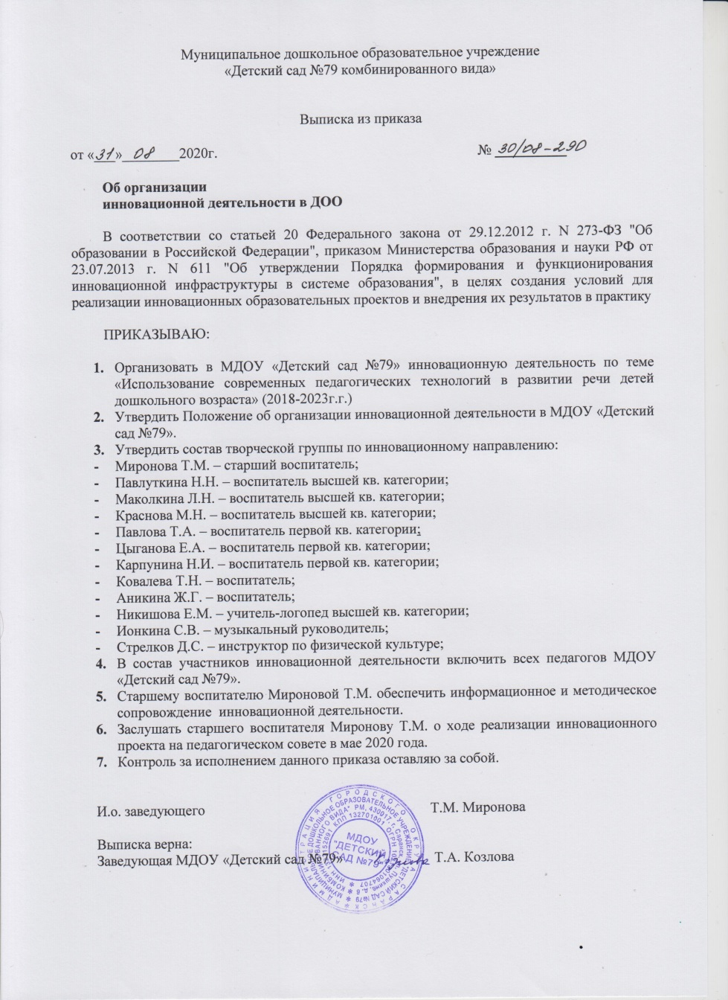 Муниципальное дошкольное образовательное учреждение
«Детский сад №79 комбинированного вида»
Выписка из приказа
от «31» 08 2020г. № 30/08-290
Об организации
инновационной деятельности в ДОО
В соответствии со статьей 20 Федерального закона от 29.12.2012 г. N 273-ФЗ "Об
образовании в Российской Федерации", приказом Министерства образования и науки РФ от
23.07.2013 г. N 611 "Об утверждении Порядка формирования и функционирования
инновационной инфраструктуры в системе образования", в целях создания условий для
реализации инновационных образовательных проектов и внедрения их результатов в практику
ПРИКАЗЫВАЮ:
1. Организовать в МДОУ «Детский сад №79» инновационную деятельность по теме
«Использование современных педагогических технологий в развитии речи детей
дошкольного возраста» (2018-2023г.г.)
2. Утвердить Положение об организации инновационной деятельности в МДОУ «Детский
сад №79».
3. Утвердить состав творческой группы по инновационному направлению:
- Миронова Т.М. – старший воспитатель;
- Павлуткина Н.Н. – воспитатель высшей кв. категории;
- Маколкина Л.Н. – воспитатель высшей кв. категории;
- Краснова М.Н. – воспитатель высшей кв. категории;
- Павлова Т.А. – воспитатель первой кв. категории;
- Цыганова Е.А. – воспитатель первой кв. категории;
- Карпунина Н.И. – воспитатель первой кв. категории;
- Ковалева Т.Н. – воспитатель;
- Аникина Ж.Г. – воспитатель;
- Никишова Е.М. – учитель-логопед высшей кв. категории;
- Ионкина С.В. – музыкальный руководитель;
- Стрелков Д.С. – инструктор по физической культуре;
4. В состав участников инновационной деятельности включить всех педагогов МДОУ
«Детский сад №79».
5. Старшему воспитателю Мироновой Т.М. обеспечить информационное и методическое
сопровождение инновационной деятельности.
6. Заслушать старшего воспитателя Миронову Т.М. о ходе реализации инновационного
проекта на педагогическом совете в мае 2020 года.
7. Контроль за исполнением данного приказа оставляю за собой.
И.о. заведующего Т.М. Миронова
Выписка верна:
Заведующая МДОУ «Детский сад №79» Т.А. Козлова
МДОУ
"ДЕТСКИЙ
САД №79"